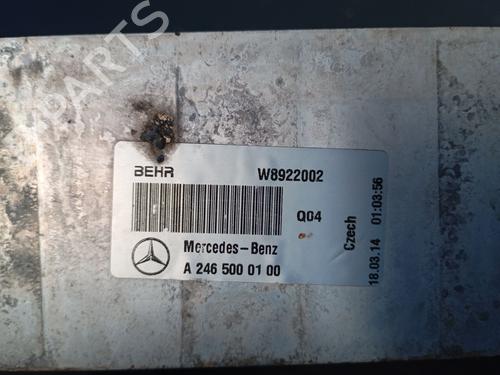 PARTS
BEHR W8922002
Q04
Mercedes-Benz
A 246 500 01 00
Czech
18.03.14 01:03:56